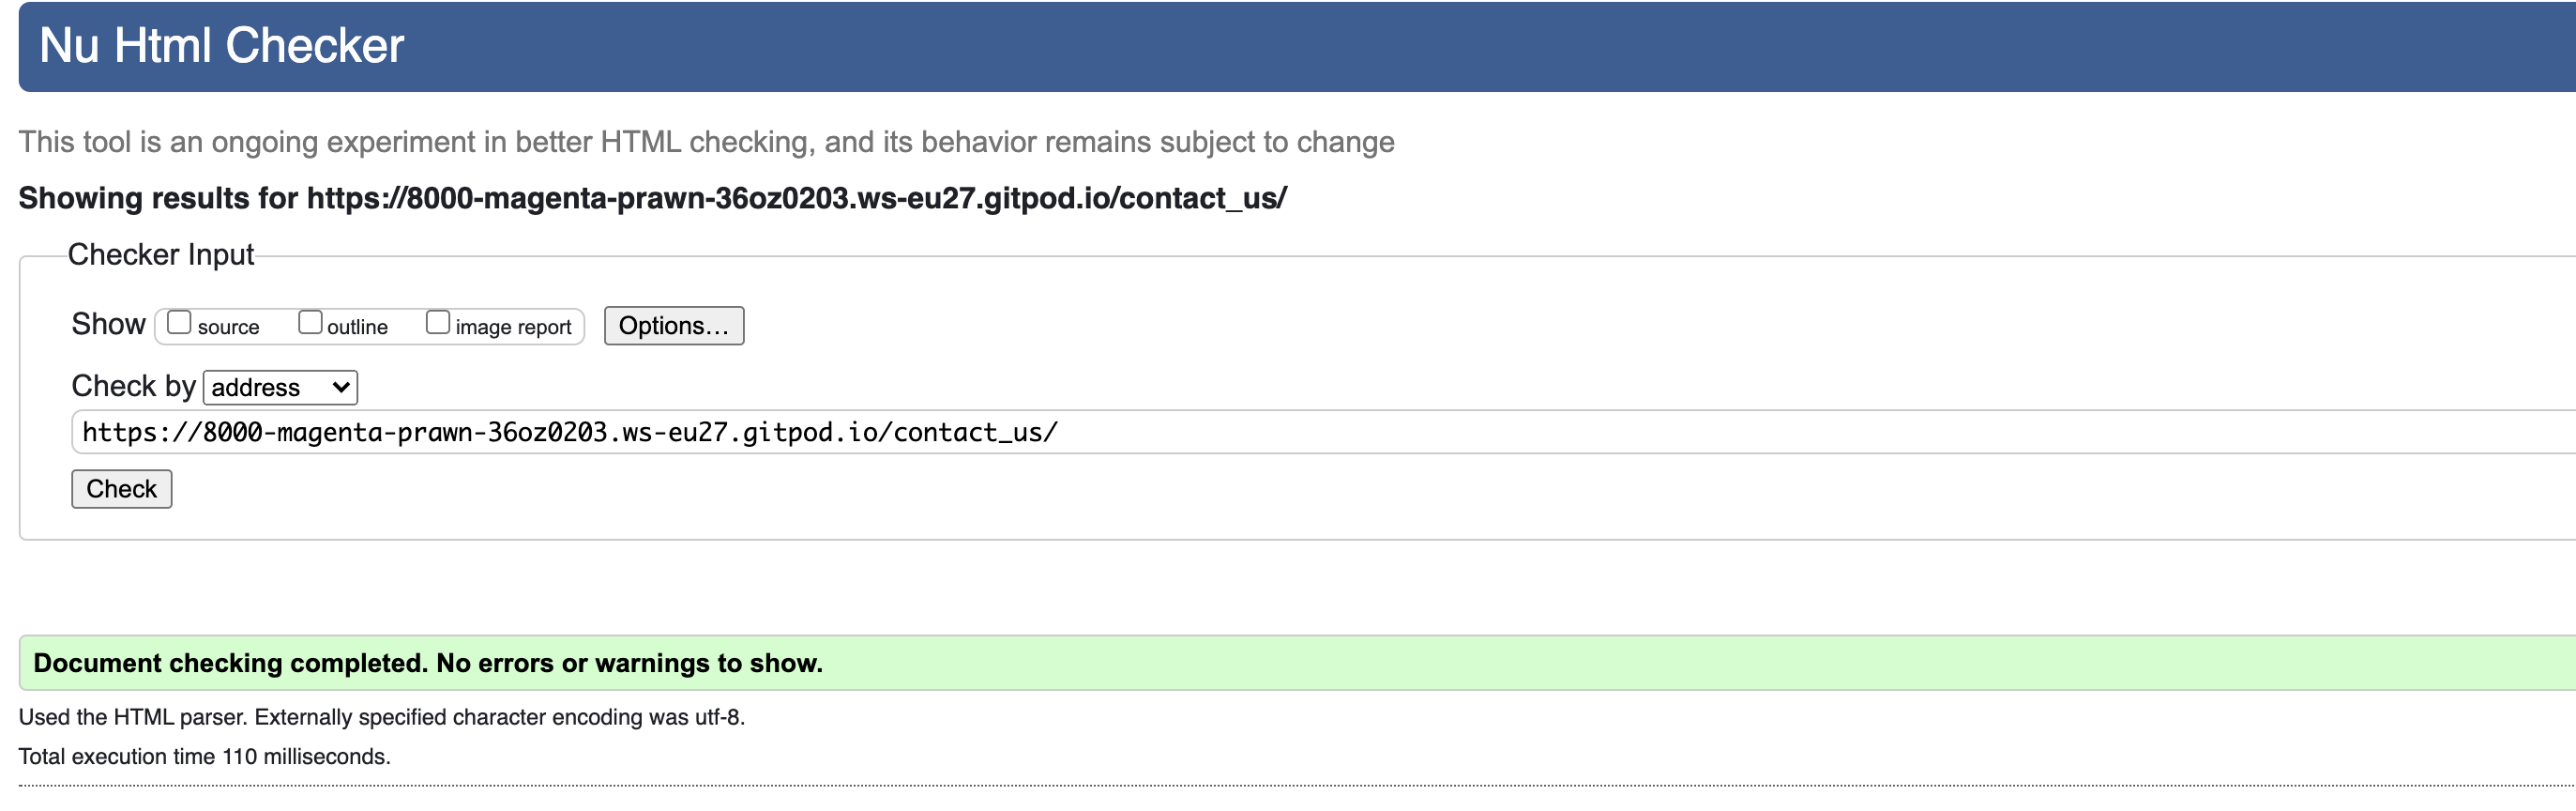 Nu Html Checker
This tool is an ongoing experiment in better HTML checking, and its behavior remains subject to change
Showing results for https://8000-magenta-prawn-36oz0203.ws-eu27.gitpod.io/contact_us/
Checker Input
Show source outline image report Options…
Check by address
https://8000-magenta-prawn-36oz0203.ws-eu27.gitpod.io/contact_us/
Check
Document checking completed. No errors or warnings to show.
Used the HTML parser. Externally specified character encoding was utf-8.
Total execution time 110 milliseconds.